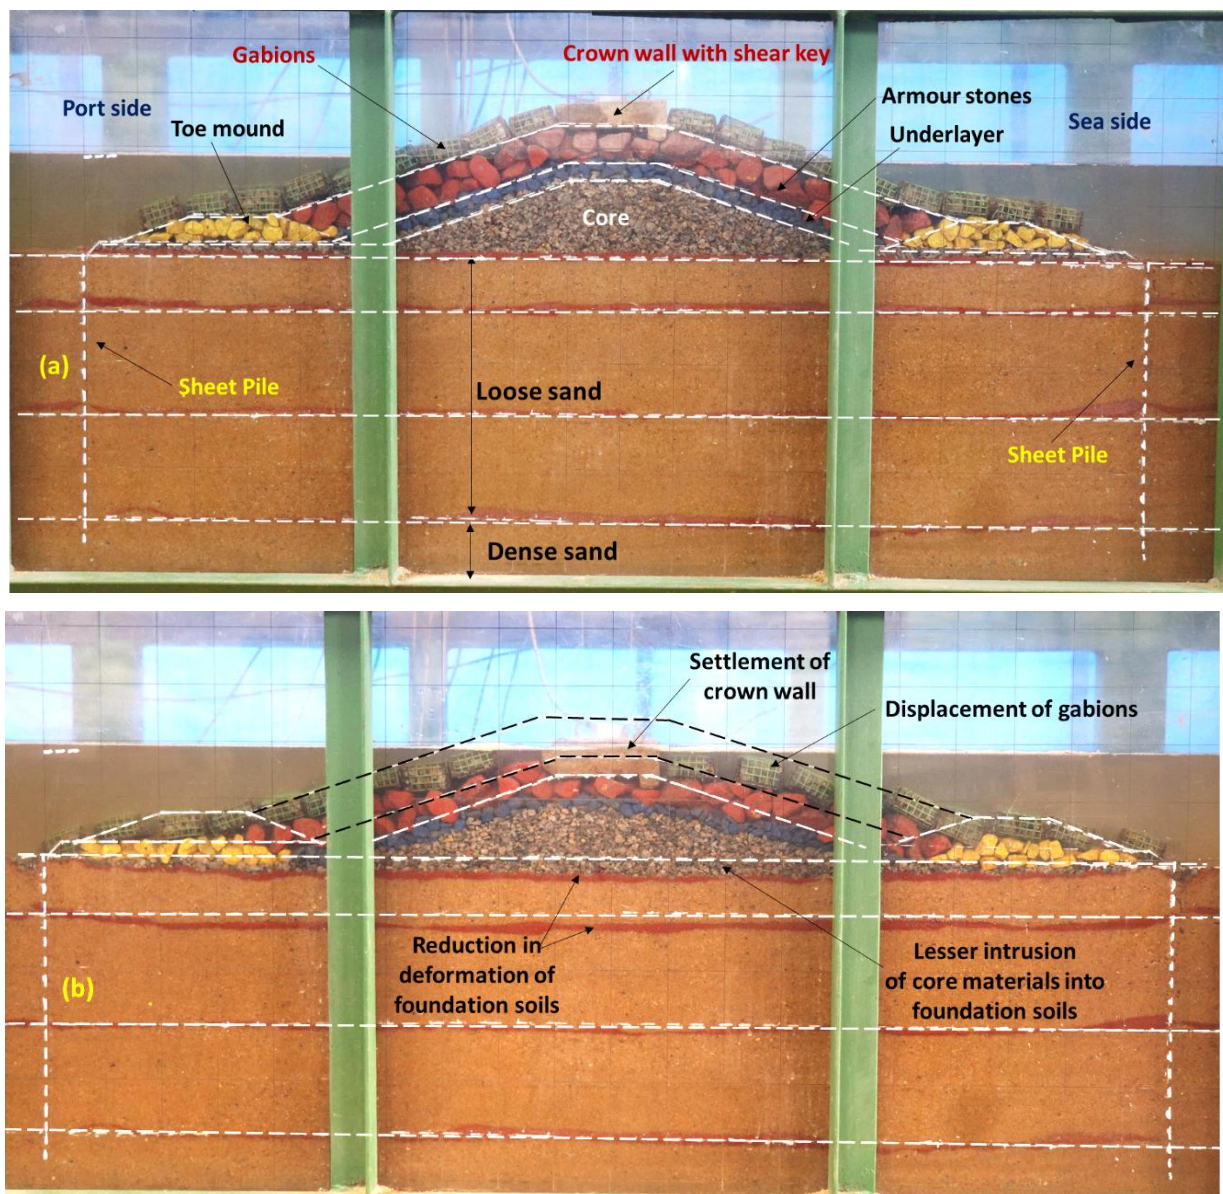 Gabions
Crown wall with shear key
Port side
Armour stones
Toe mound
Underlayer
Sea side
Core
(a)
Sheet Pile
Loose sand
Sheet Pile
Dense sand
Settlement of
crown wall
Displacement of gabions
Reduction in
deformation of
foundation soils
Lesser intrusion
of core materials into
foundation soils
(b)